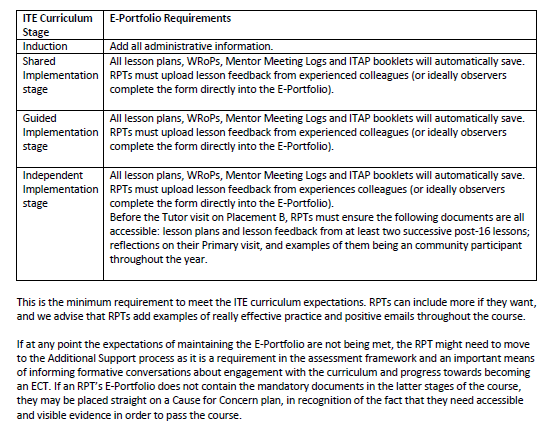 ITE Curriculum Stage | E-Portfolio Requirements
Induction | Add all administrative information.
Shared Implementation stage | All lesson plans, WRoPs, Mentor Meeting Logs and ITAP booklets will automatically save.
RPTs must upload lesson feedback from experienced colleagues (or ideally observers
complete the form directly into the E-Portfolio).
Guided Implementation stage | All lesson plans, WRoPs, Mentor Meeting Logs and ITAP booklets will automatically save.
RPTs must upload lesson feedback from experienced colleagues (or ideally observers
complete the form directly into the E-Portfolio).
Independent Implementation stage | All lesson plans, WRoPs, Mentor Meeting Logs and ITAP booklets will automatically save.
RPTs must upload lesson feedback from experiences colleagues (or ideally observers
complete the form directly into the E-Portfolio).
Before the Tutor visit on Placement B, RPTs must ensure the following documents are all
accessible: lesson plans and lesson feedback from at least two successive post-16 lessons;
reflections on their Primary visit, and examples of them being an community participant
throughout the year.
This is the minimum requirement to meet the ITE curriculum expectations. RPTs can include more if they want,
and we advise that RPTs add examples of really effective practice and positive emails throughout the course.
If at any point the expectations of maintaining the E-Portfolio are not being met, the RPT might need to move
to the Additional Support process as it is a requirement in the assessment framework and an important means
of informing formative conversations about engagement with the curriculum and progress towards becoming
an ECT. If an RPT's E-Portfolio does not contain the mandatory documents in the latter stages of the course,
they may be placed straight on a Cause for Concern plan, in recognition of the fact that they need accessible
and visible evidence in order to pass the course.